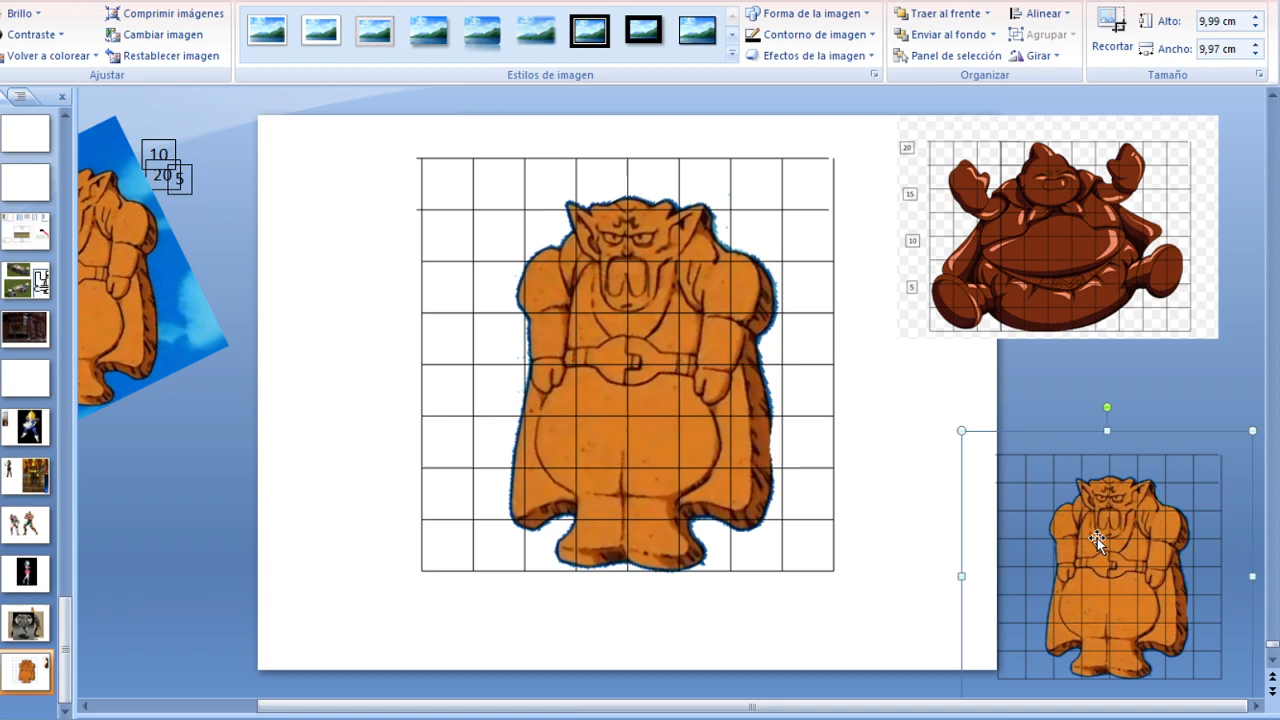 Brillo
Comprimir imágenes
Forma de la imagen
Traer al frente
Alinear
Alto:
9,99 cm
Contraste
Cambiar imagen
Contorno de imagen
Enviar al fondo
Agrupar
Recortar
Ancho:
9,97 cm
Volver a colorear
Restablecer imagen
Efectos de la imagen
Panel de selección
Girar
Ajustar
Estilos de imagen
Organizar
Tamaño
10
20
5
20
15
10
5